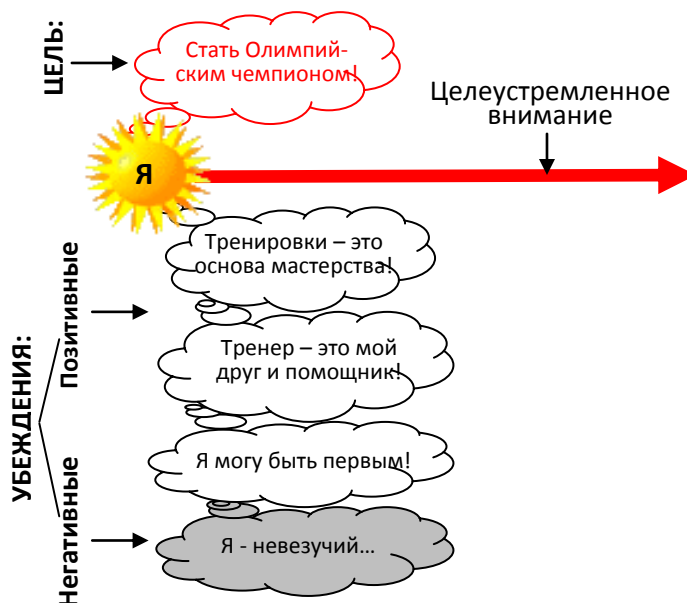 ЦЕЛЬ:
Стать Олимпий-
ским чемпионом!
Целеустремленное
внимание
Я
УБЕЖДЕНИЯ:
Позитивные
Тренировки – это
основа мастерства!
Тренер – это мой
друг и помощник!
Я могу быть первым!
Негативные
Я - невезучий...